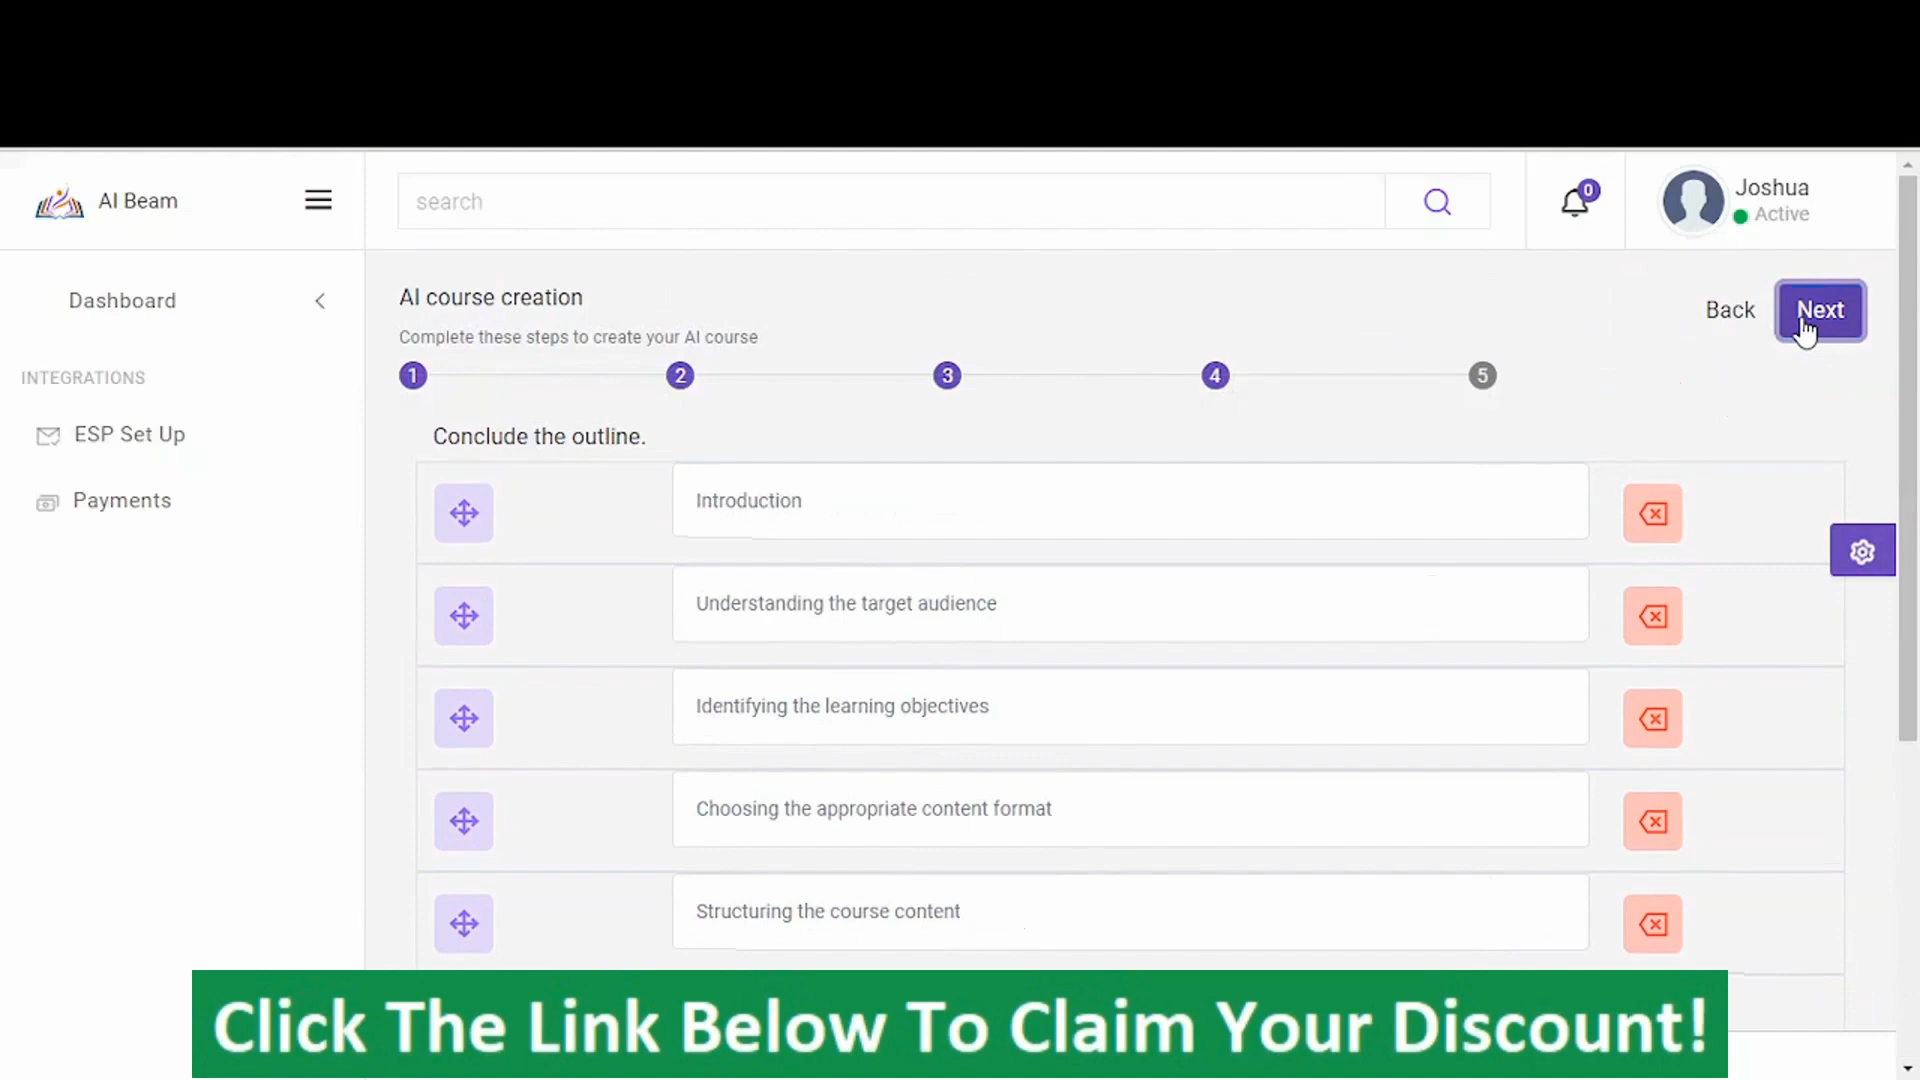 AI Beam
search
0
Joshua
Active
Dashboard
AI course creation
Back
Next
Complete these steps to create your AI course
INTEGRATIONS
1
2
3
4
5
ESP Set Up
Conclude the outline.
Payments
Introduction
Understanding the target audience
Identifying the learning objectives
Choosing the appropriate content format
Structuring the course content
Click The Link Below To Claim Your Discount!